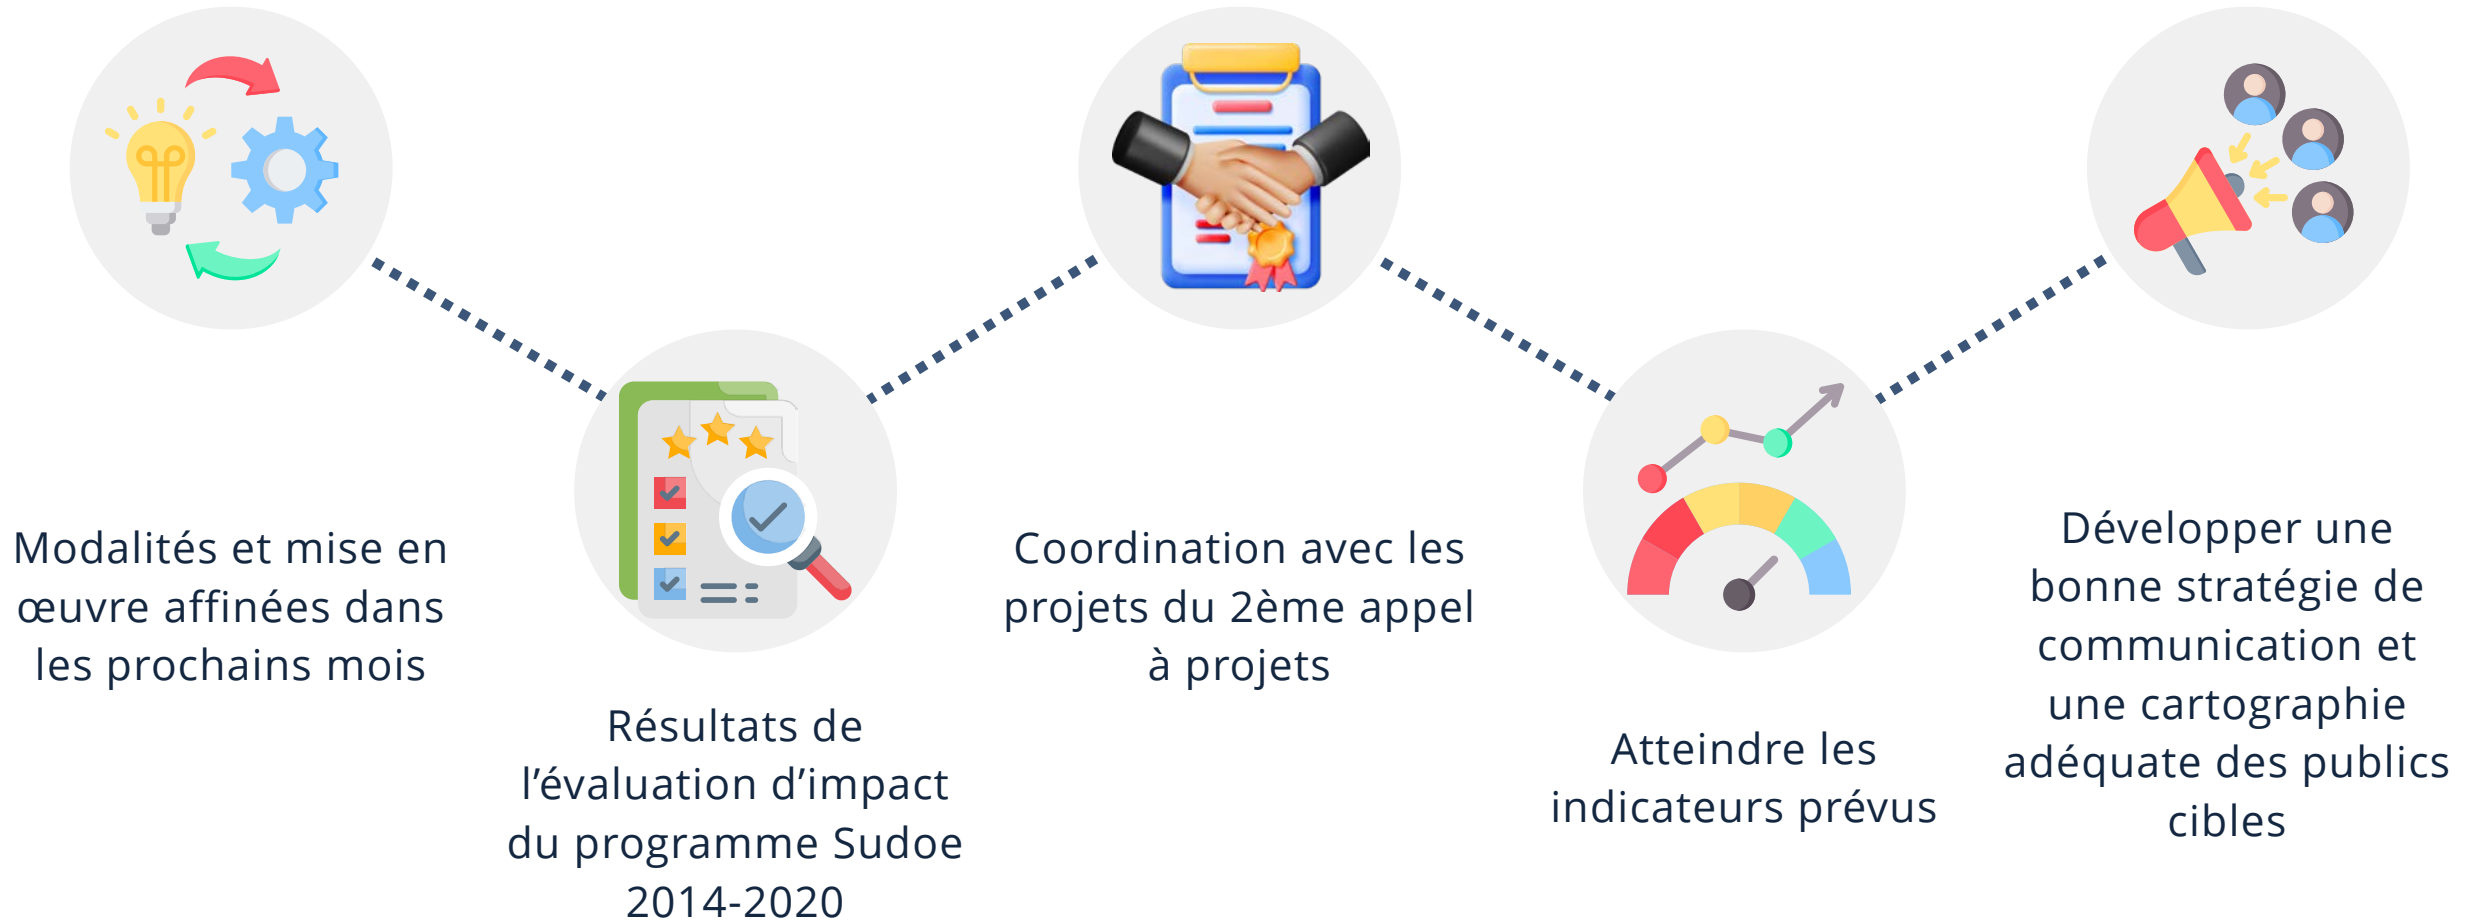 Modalités et mise en
œuvre affinées dans
les prochains mois
Résultats de
l’évaluation d’impact
du programme Sudoe
2014-2020
Coordination avec les
projets du 2ème appel
à projets
Atteindre les
indicateurs prévus
Développer une
bonne stratégie de
communication et
une cartographie
adéquate des publics
cibles